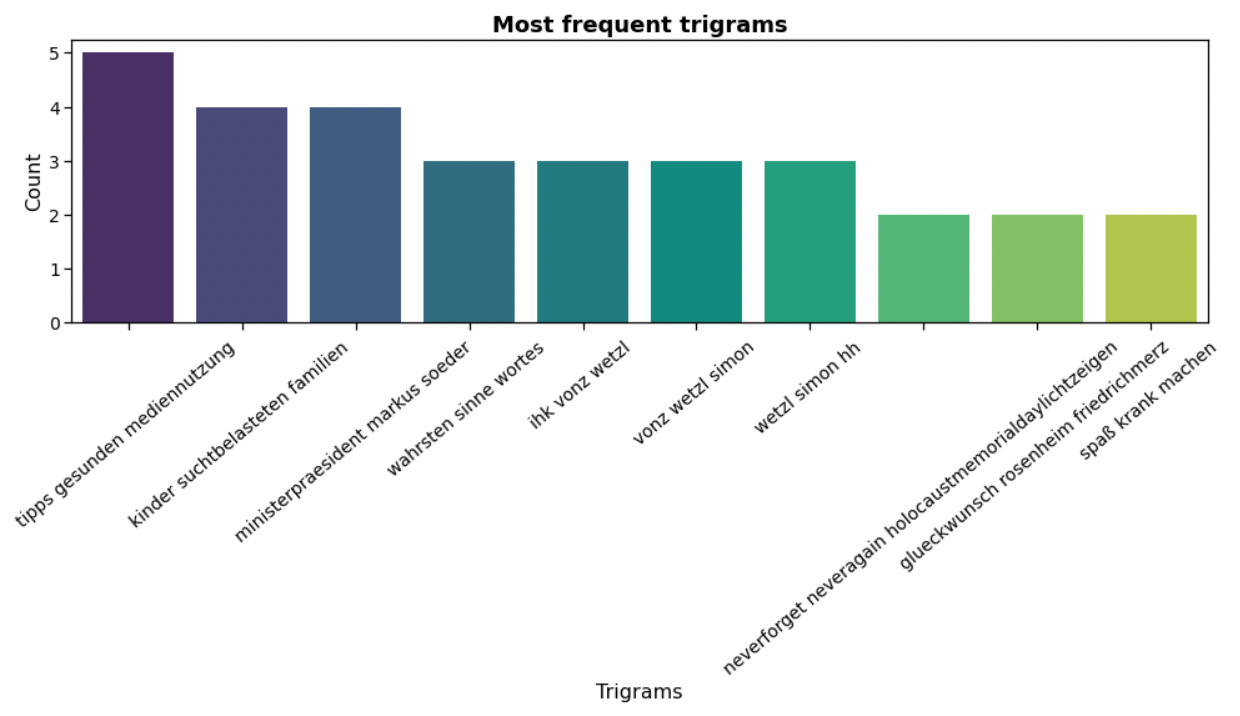 Most frequent trigrams
Count
5
4
3
2
1
0
tipps gesunden mediennutzung
kinder suchtbelasteten familien
ministerpraesident markus soeder
wahrsten sinne wortes
ihk vonz wetzl
vonz wetzl simon
wetzl simon hh
neverforget neveragain holocaustmemorialdaylichtzeigen
glueckwunsch rosenheim friedrichmerz
spaß krank machen
Trigrams